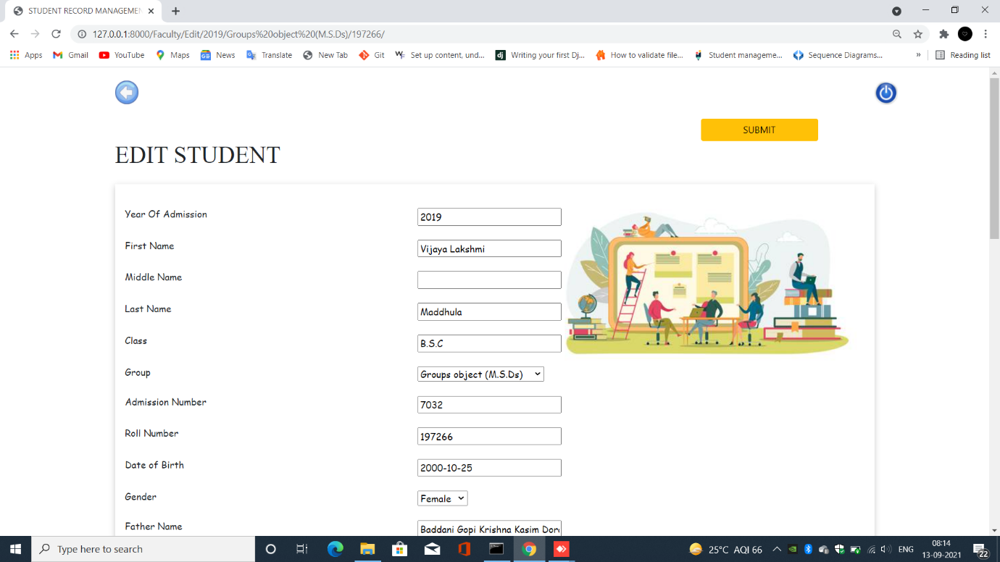 STUDENT RECORD MANAGEMEN
127.0.0.1:8000/Faculty/Edit/2019/Groups%20object%20(M.S.Ds)/197266/
Apps Gmail YouTube Maps News Translate New Tab Git Set up content, und... dj Writing your first Dj... How to validate file... Student manageme... Sequence Diagrams... » Reading list
SUBMIT
EDIT STUDENT
Year Of Admission 2019
First Name Vijaya Lakshmi
Middle Name
Last Name Maddhula
Class B.S.C
Group Groups object (M.S.Ds)
Admission Number 7032
Roll Number 197266
Date of Birth 2000-10-25
Gender Female
Father Name Baddani Gopi Krishna Kasim Dor
Type here to search 25°C AQI 66 ENG 08:14
13-09-2021 22